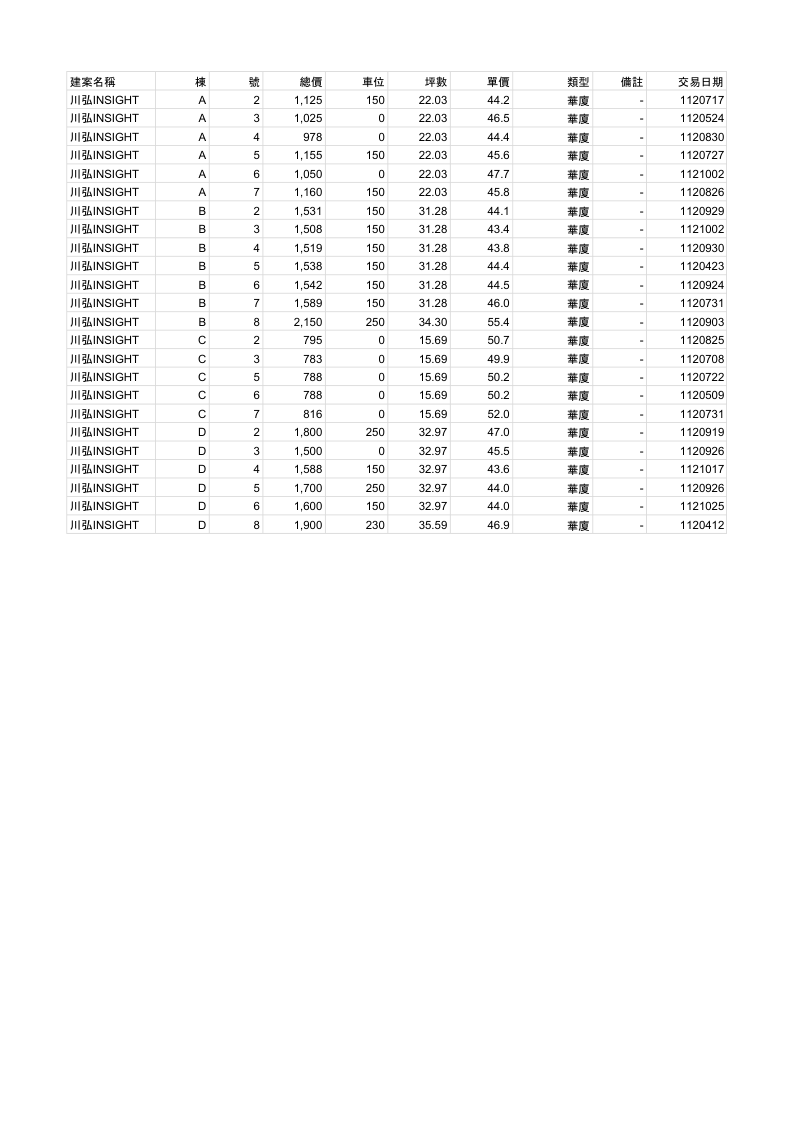 建案名稱 棟 號 總價 車位 坪數 單價 類型 備註 交易日期
川弘INSIGHT A 2 1,125 150 22.03 44.2 華廈 - 1120717
川弘INSIGHT A 3 1,025 0 22.03 46.5 華廈 - 1120524
川弘INSIGHT A 4 978 0 22.03 44.4 華廈 - 1120830
川弘INSIGHT A 5 1,155 150 22.03 45.6 華廈 - 1120727
川弘INSIGHT A 6 1,050 0 22.03 47.7 華廈 - 1121002
川弘INSIGHT A 7 1,160 150 22.03 45.8 華廈 - 1120826
川弘INSIGHT B 2 1,531 150 31.28 44.1 華廈 - 1120929
川弘INSIGHT B 3 1,508 150 31.28 43.4 華廈 - 1121002
川弘INSIGHT B 4 1,519 150 31.28 43.8 華廈 - 1120930
川弘INSIGHT B 5 1,538 150 31.28 44.4 華廈 - 1120423
川弘INSIGHT B 6 1,542 150 31.28 44.5 華廈 - 1120924
川弘INSIGHT B 7 1,589 150 31.28 46.0 華廈 - 1120731
川弘INSIGHT B 8 2,150 250 34.30 55.4 華廈 - 1120903
川弘INSIGHT C 2 795 0 15.69 50.7 華廈 - 1120825
川弘INSIGHT C 3 783 0 15.69 49.9 華廈 - 1120708
川弘INSIGHT C 5 788 0 15.69 50.2 華廈 - 1120722
川弘INSIGHT C 6 788 0 15.69 50.2 華廈 - 1120509
川弘INSIGHT C 7 816 0 15.69 52.0 華廈 - 1120731
川弘INSIGHT D 2 1,800 250 32.97 47.0 華廈 - 1120919
川弘INSIGHT D 3 1,500 0 32.97 45.5 華廈 - 1120926
川弘INSIGHT D 4 1,588 150 32.97 43.6 華廈 - 1121017
川弘INSIGHT D 5 1,700 250 32.97 44.0 華廈 - 1120926
川弘INSIGHT D 6 1,600 150 32.97 44.0 華廈 - 1121025
川弘INSIGHT D 8 1,900 230 35.59 46.9 華廈 - 1120412